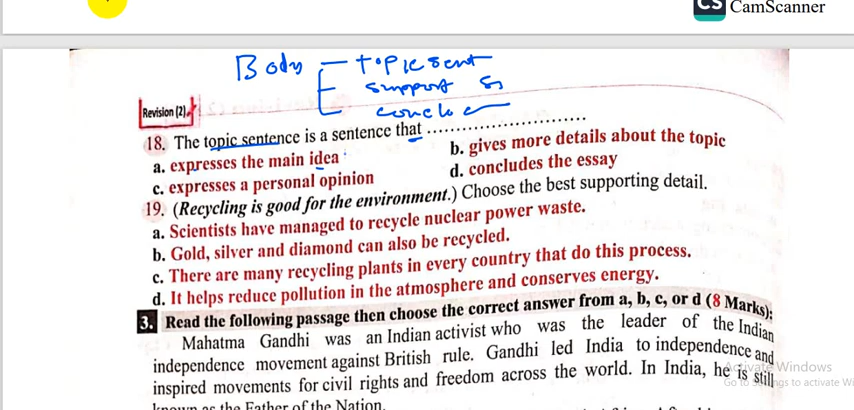 CS CamScanner
Body topic sent
support s
conclo
Revision (2)
18. The topic sentence is a sentence that ..............................
a. expresses the main idea
b. gives more details about the topic
c. expresses a personal opinion
d. concludes the essay
19. (Recycling is good for the environment.) Choose the best supporting detail.
a. Scientists have managed to recycle nuclear power waste.
b. Gold, silver and diamond can also be recycled.
c. There are many recycling plants in every country that do this process.
d. It helps reduce pollution in the atmosphere and conserves energy.
3. Read the following passage then choose the correct answer from a, b, c, or d (8 Marks):
Mahatma Gandhi was an Indian activist who was the leader of the Indian
independence movement against British rule. Gandhi led India to independence and
inspired movements for civil rights and freedom across the world. In India, he is still
known as the Father of the Nation.
Activate Windows
Go to Settings to activate Wi